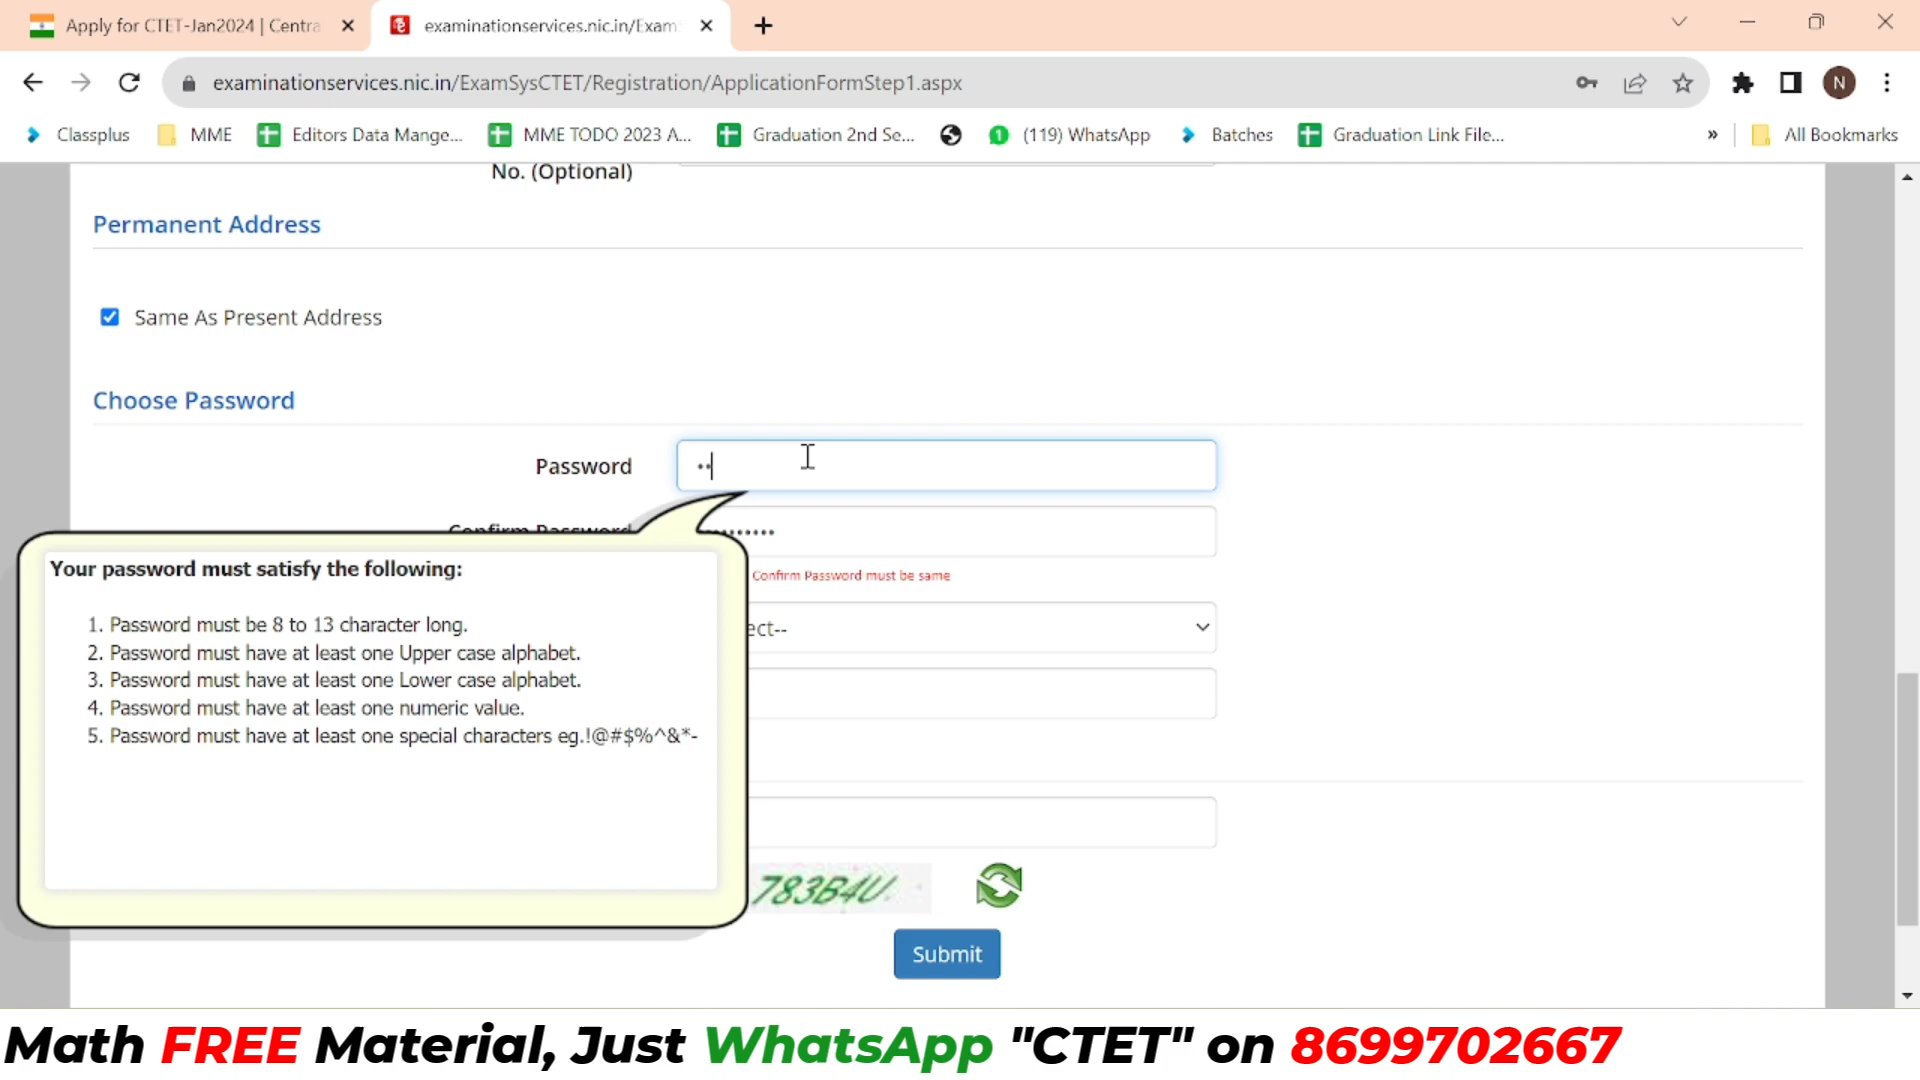 Apply for CTET-Jan2024 | Centra
examinationservices.nic.in/Exam
examinationservices.nic.in/ExamSysCTET/Registration/ApplicationFormStep1.aspx
N
Classplus
MME
Editors Data Mange...
MME TODO 2023 A...
Graduation 2nd Se...
(119) WhatsApp
Batches
Graduation Link File...
»
All Bookmarks
No. (Optional)
Permanent Address
Same As Present Address
Choose Password
Password
Confirm Password
Confirm Password must be same
Your password must satisfy the following:
1. Password must be 8 to 13 character long.
2. Password must have at least one Upper case alphabet.
3. Password must have at least one Lower case alphabet.
4. Password must have at least one numeric value.
5. Password must have at least one special characters eg.!@#$%^&*-
ect--
783B4U
Submit
Math FREE Material, Just WhatsApp "CTET" on 8699702667